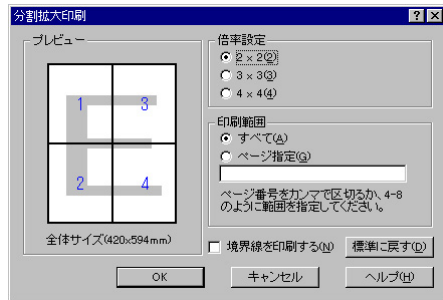 分割拡大印刷
プレビュー
1 3
2 4
全体サイズ(420×594mm)
倍率設定
2 × 2(2)
3 × 3(3)
4 × 4(4)
印刷範囲
すべて(A)
ページ指定(G)
ページ番号をカンマで区切るか、4-8
のように範囲を指定してください。
境界線を印刷する(N)
標準に戻す(D)
OK
キャンセル
ヘルプ(H)